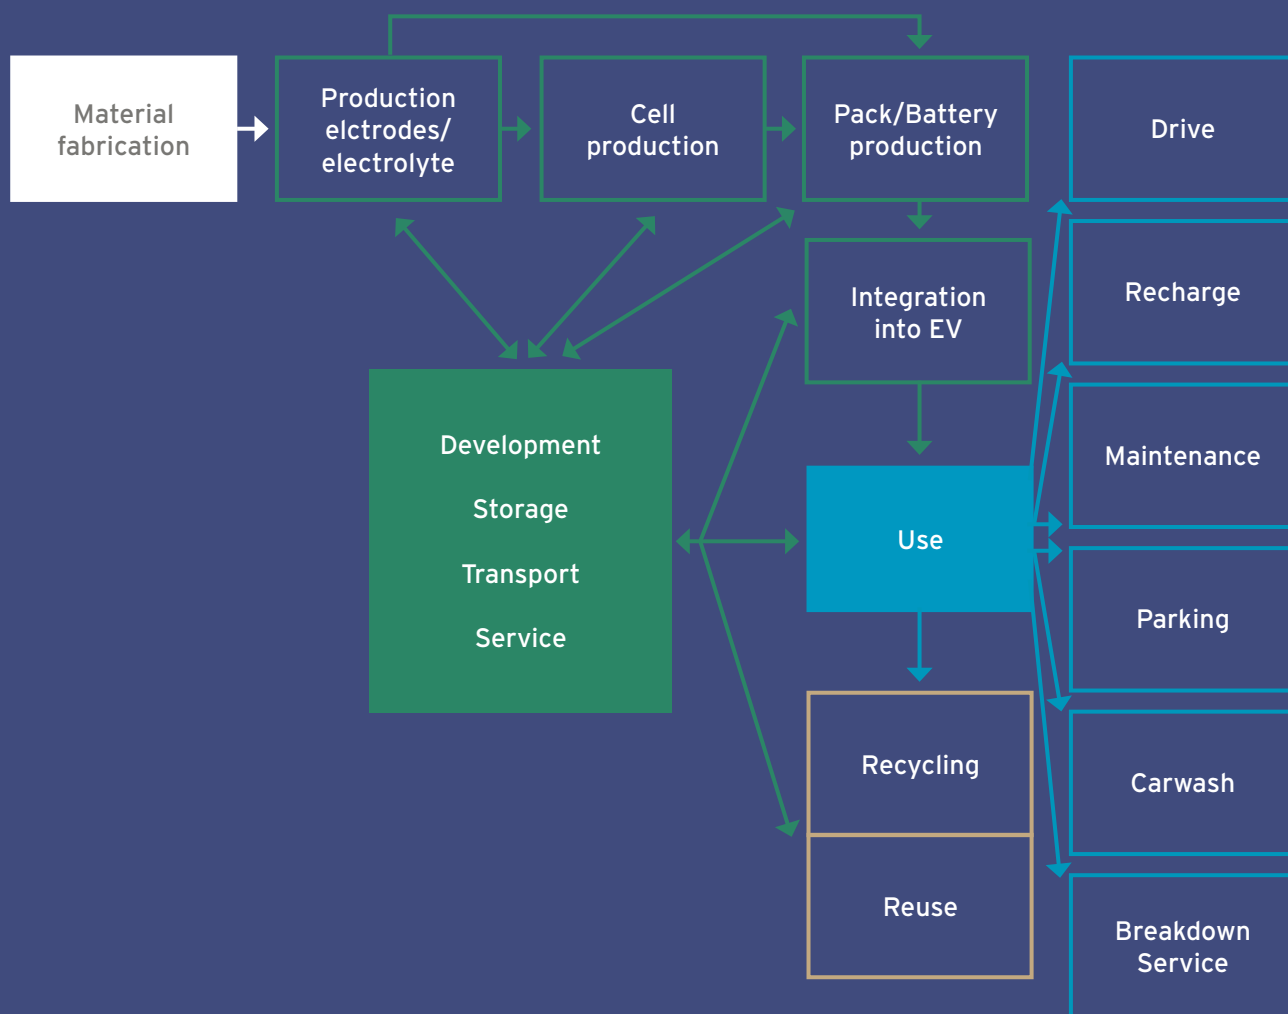 Material
fabrication
Production
elctrodes/
electrolyte
Cell
production
Pack/Battery
production
Drive
Integration
into EV
Recharge
Development
Storage
Transport
Service
Use
Maintenance
Parking
Recycling
Reuse
Carwash
Breakdown
Service